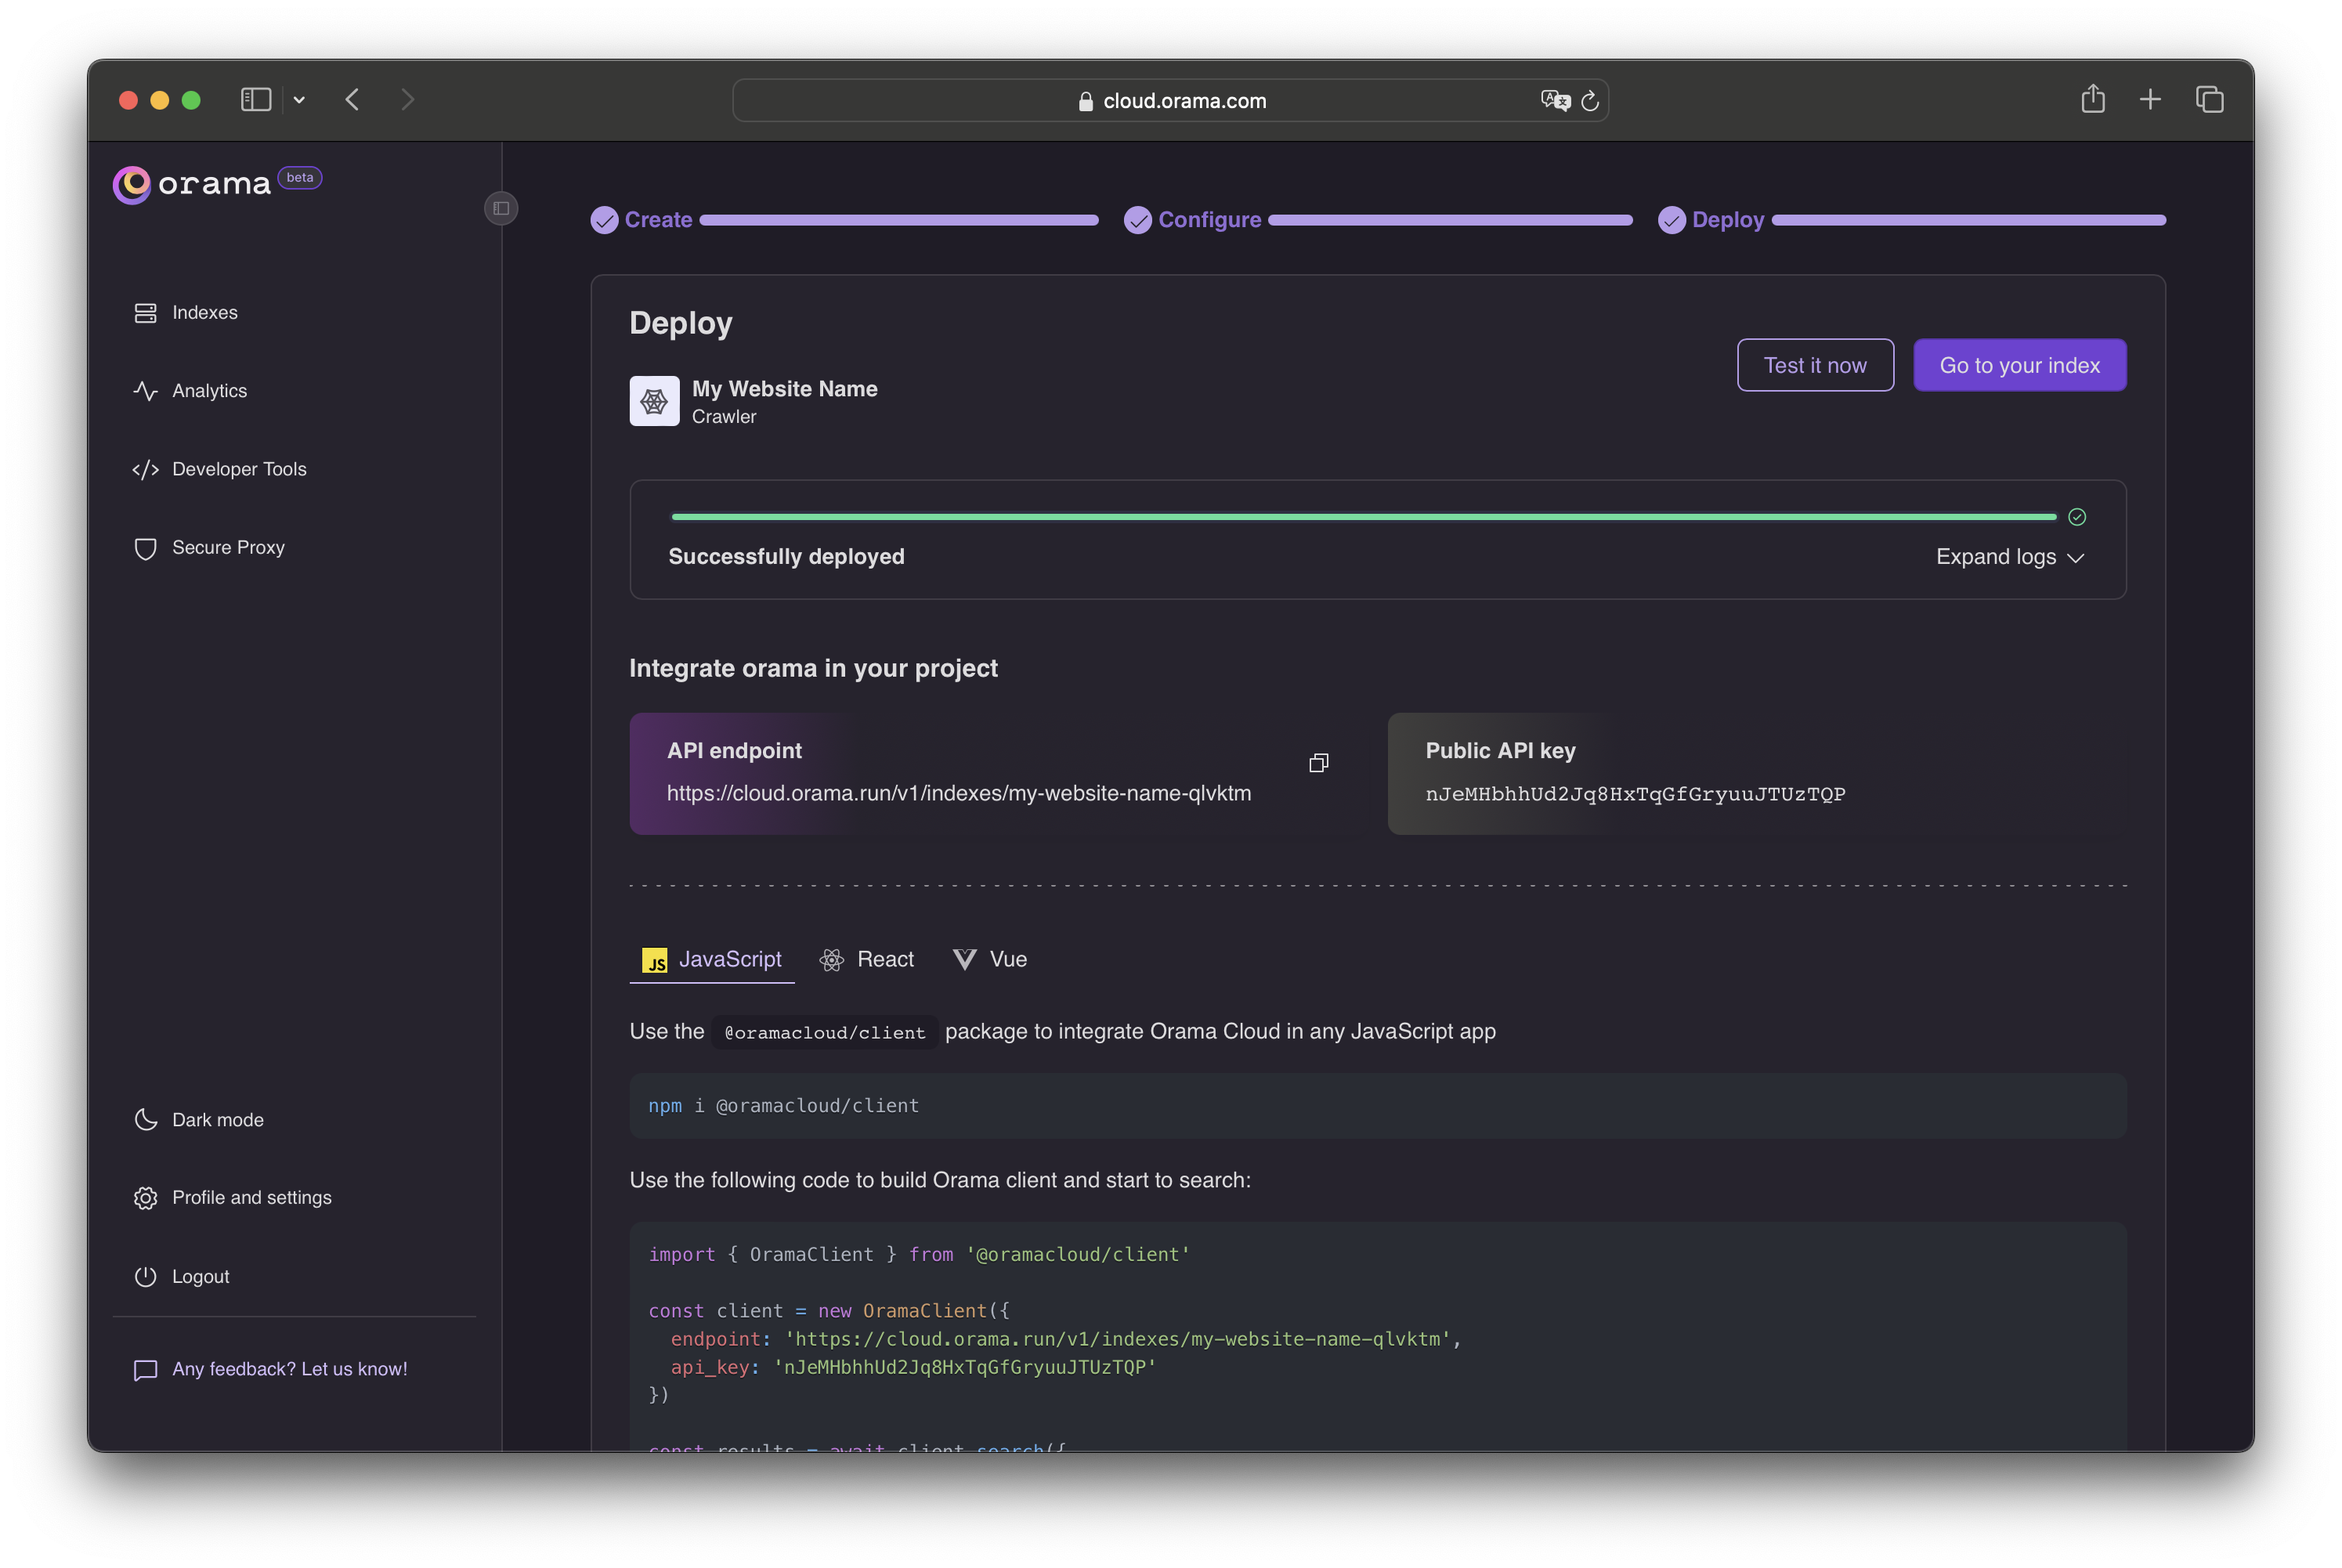 cloud.orama.com
orama beta
Indexes
Analytics
Developer Tools
Secure Proxy
Dark mode
Profile and settings
Logout
Any feedback? Let us know!
Create
Configure
Deploy
Deploy
My Website Name
Crawler
Test it now
Go to your index
Successfully deployed
Expand logs
Integrate orama in your project
API endpoint
https://cloud.orama.run/v1/indexes/my-website-name-qlvktm
Public API key
nJeMHbhhUd2Jq8HxTqGfGryuuJTUzTQP
JS JavaScript
React
Vue
Use the @oramacloud/client package to integrate Orama Cloud in any JavaScript app
npm i @oramacloud/client
Use the following code to build Orama client and start to search:
import { OramaClient } from '@oramacloud/client'
const client = new OramaClient({
endpoint: 'https://cloud.orama.run/v1/indexes/my-website-name-qlvktm',
api_key: 'nJeMHbhhUd2Jq8HxTqGfGryuuJTUzTQP'
})
const results = await client.search({